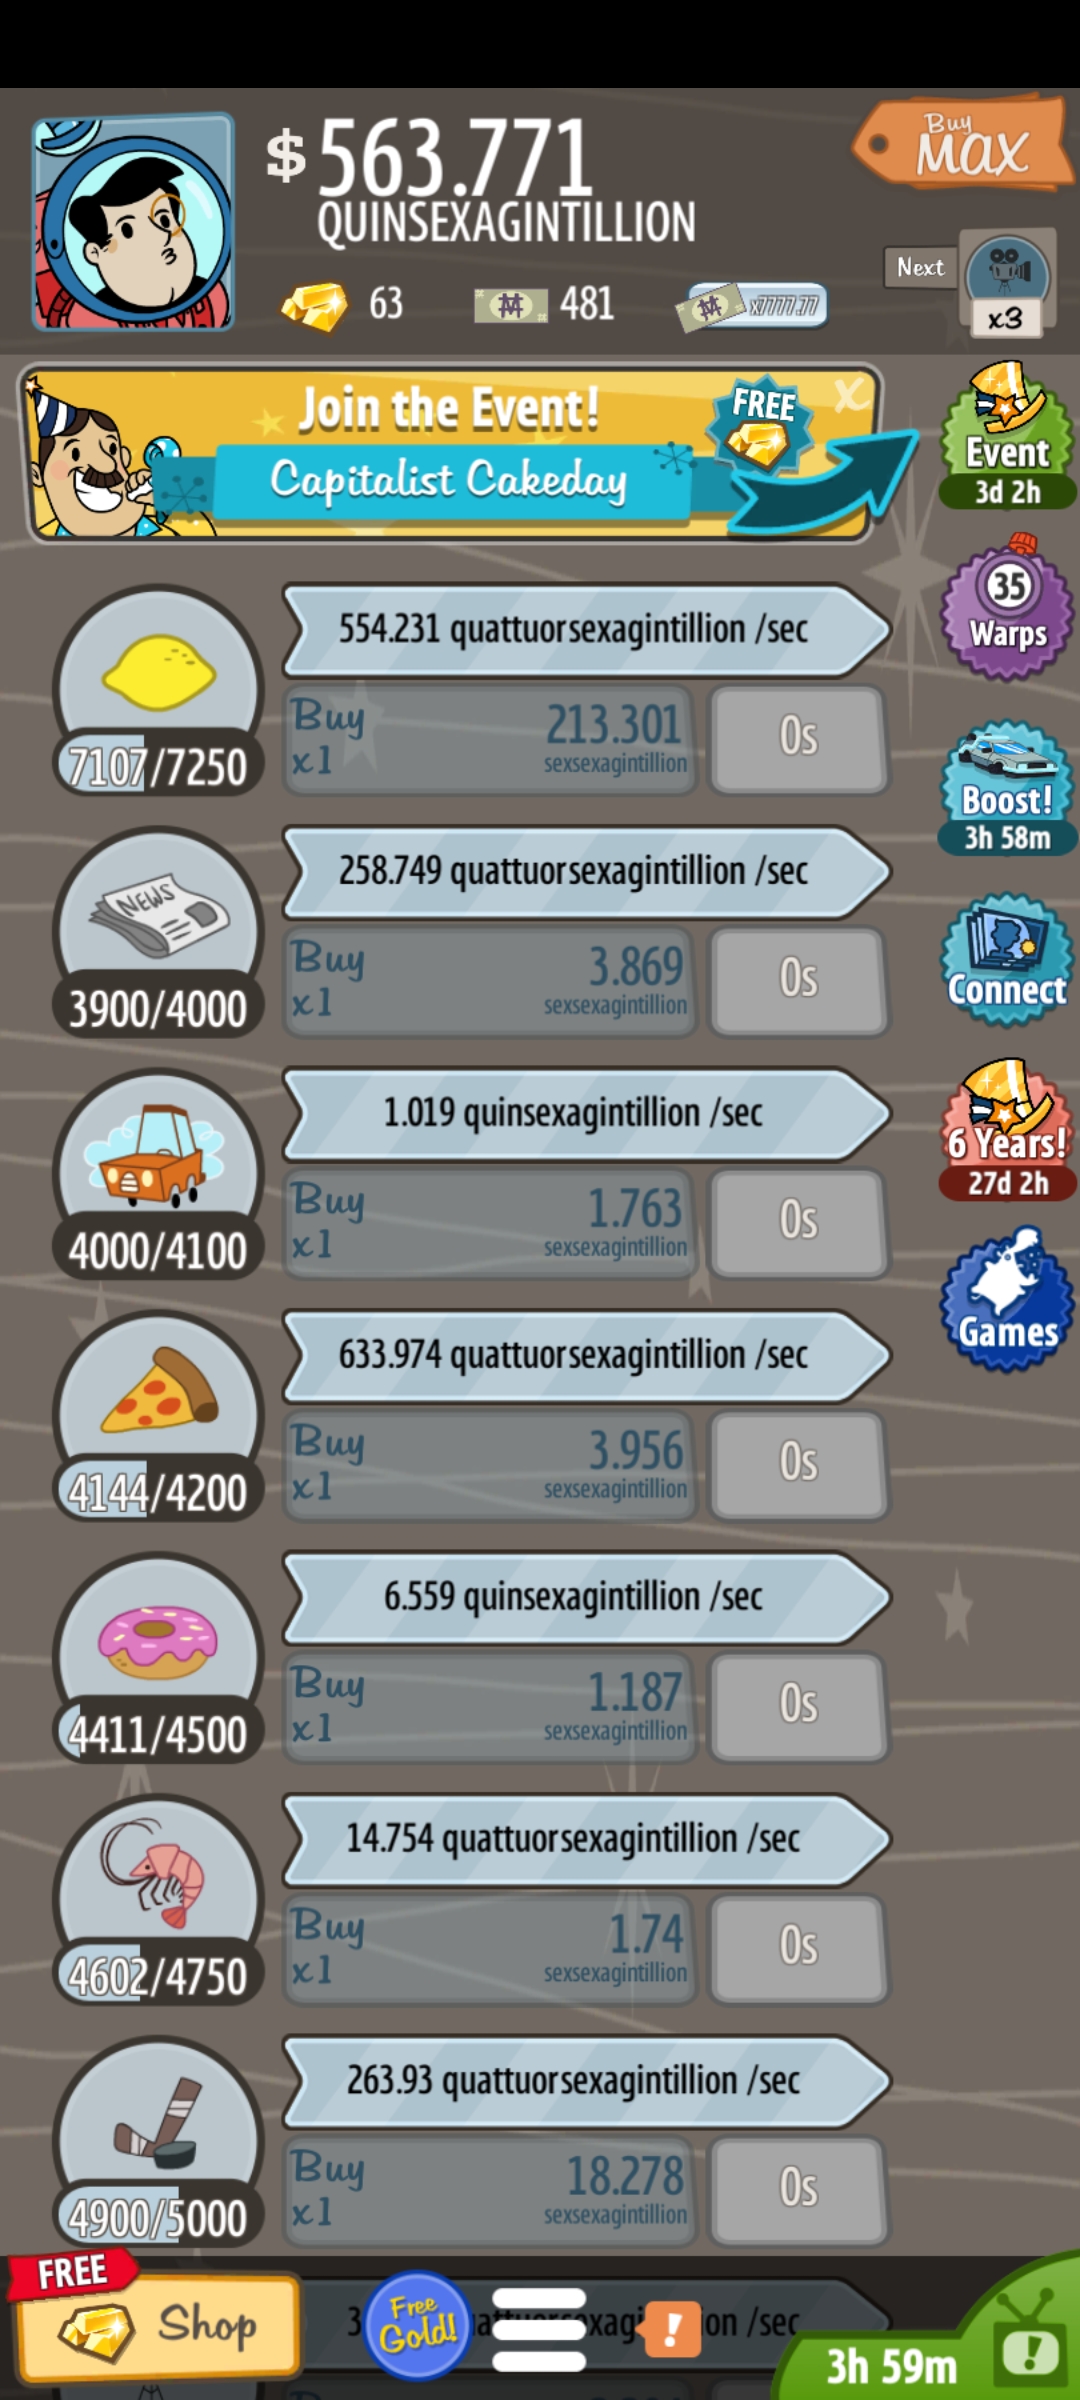 $ 563.771
QUINSEXAGINTILLION
Buy
MAX
63
481
x7777.77
Next
x3
Join the Event!
FREE
X
Capitalist Cakeday
Event
3d 2h
554.231 quattuorsexagintillion /sec
35
Warps
Buy
x1
213.301
sexsexagintillion
0s
7107/7250
Boost!
3h 58m
258.749 quattuorsexagintillion /sec
NEWS
Buy
x1
3.869
sexsexagintillion
0s
3900/4000
Connect
1.019 quinsexagintillion /sec
6 Years!
27d 2h
Buy
x1
1.763
sexsexagintillion
0s
4000/4100
Games
633.974 quattuorsexagintillion /sec
Buy
x1
3.956
sexsexagintillion
0s
4144/4200
6.559 quinsexagintillion /sec
Buy
x1
1.187
sexsexagintillion
0s
4411/4500
14.754 quattuorsexagintillion /sec
Buy
x1
1.74
sexsexagintillion
0s
4602/4750
263.93 quattuorsexagintillion /sec
Buy
x1
18.278
sexsexagintillion
0s
4900/5000
FREE
Shop
Free
Gold!
!
/sec
3h 59m
!